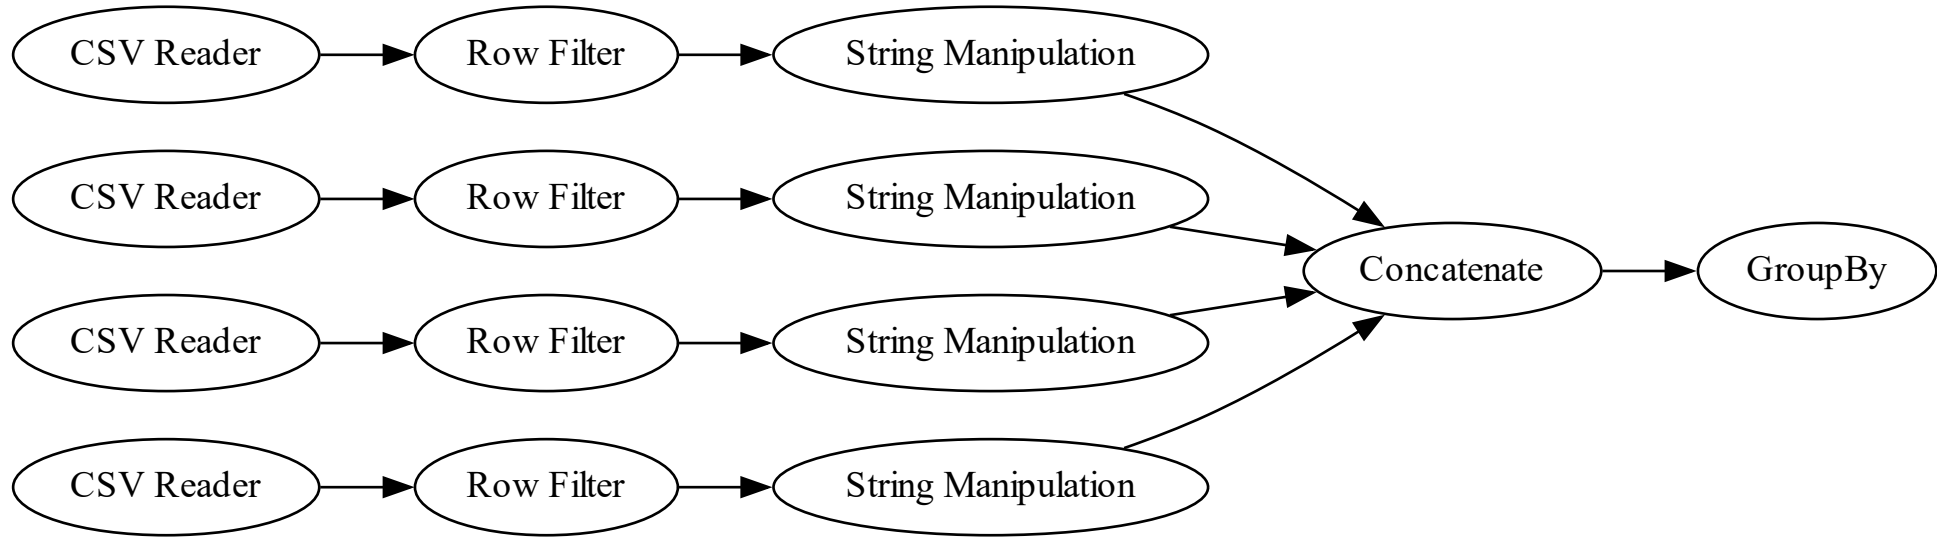 CSV Reader
Row Filter
String Manipulation
CSV Reader
Row Filter
String Manipulation
Concatenate
GroupBy
CSV Reader
Row Filter
String Manipulation
CSV Reader
Row Filter
String Manipulation